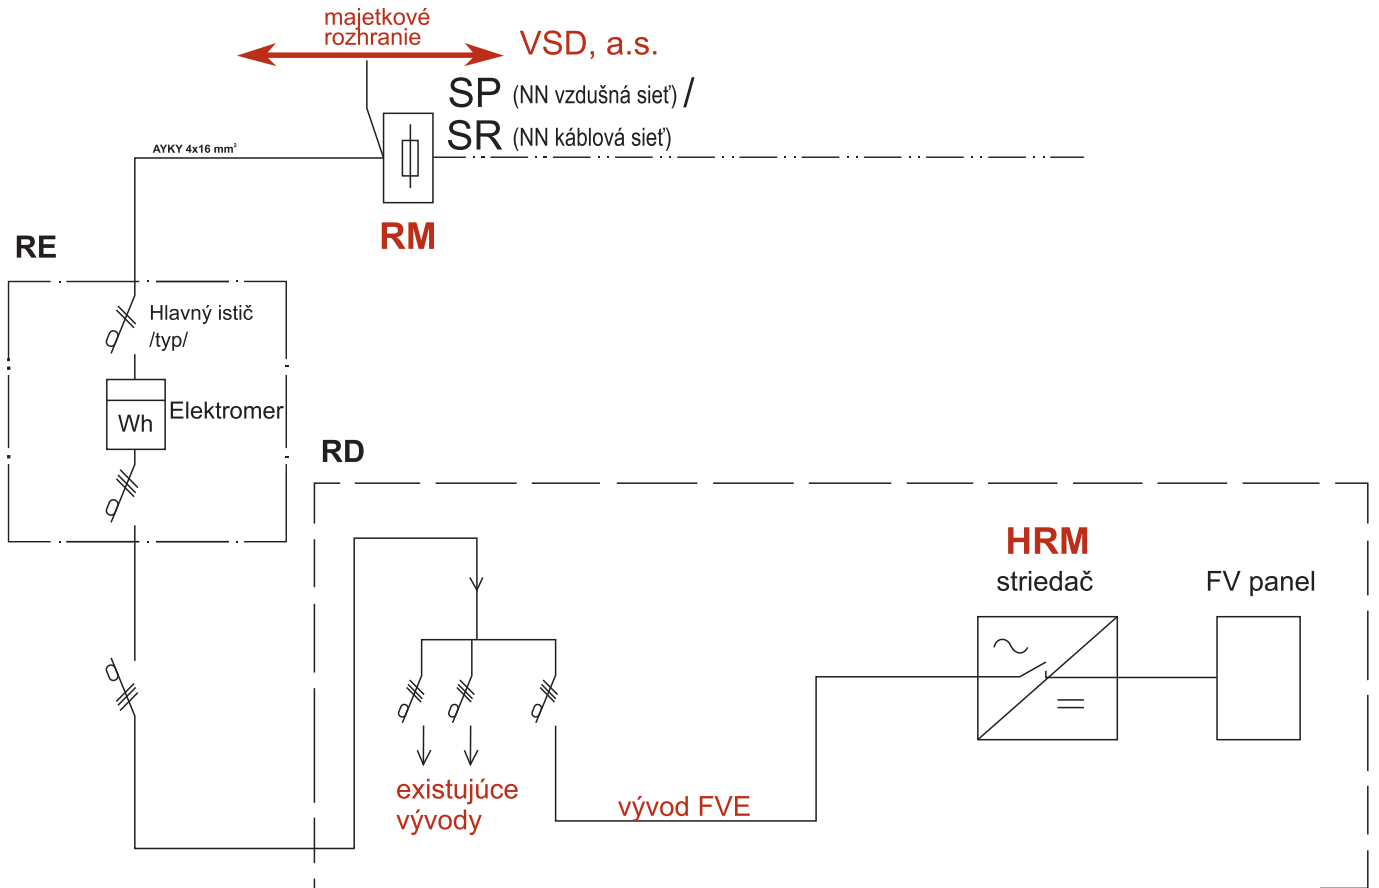 majetkové
rozhranie
VSD, a.s.
SP (NN vzdušná sieť) /
SR (NN káblová sieť)
AYKY 4x16 mm²
RM
RE
Hlavný istič
/typ/
Elektromer
Wh
RD
HRM
striedač
FV panel
existujúce
vývody
vývod FVE